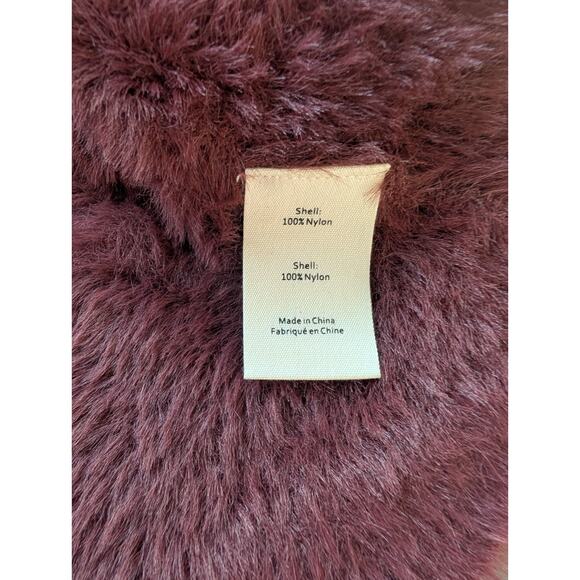 Shell:
100% Nylon
Shell:
100% Nylon
Made in China
Fabriqué en Chine